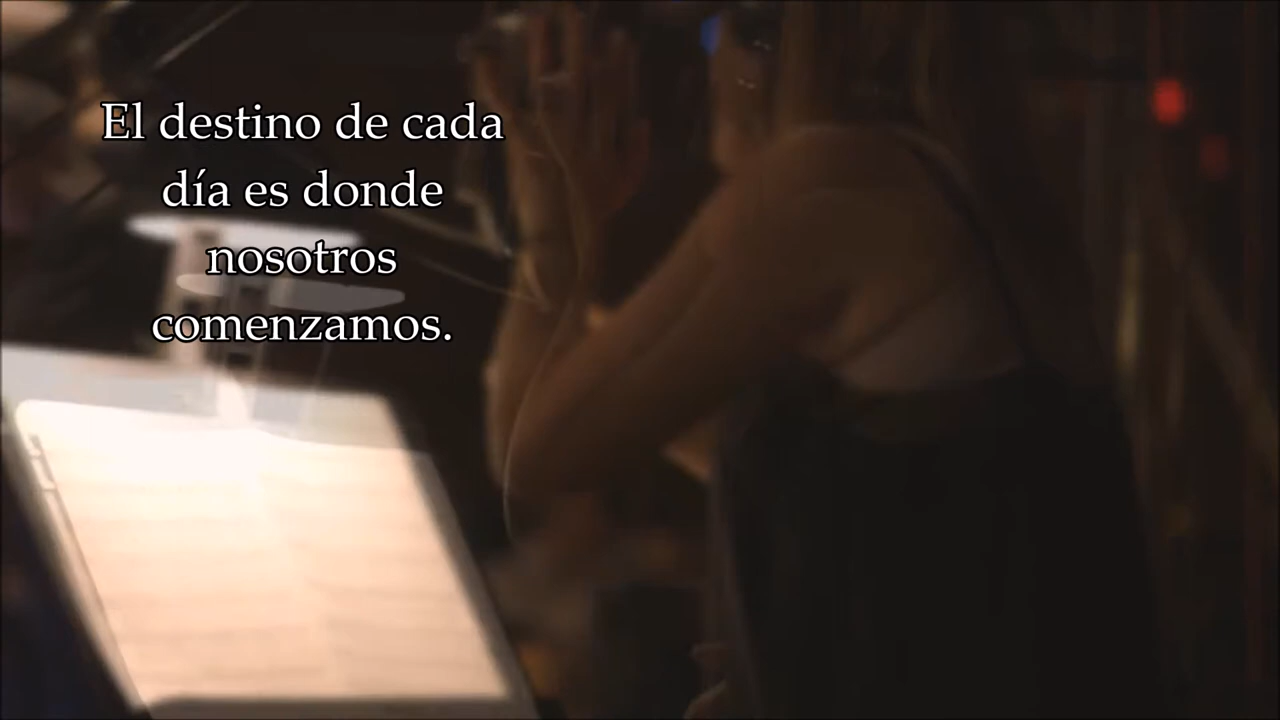 El destino de cada
día es donde
nosotros
comenzamos.